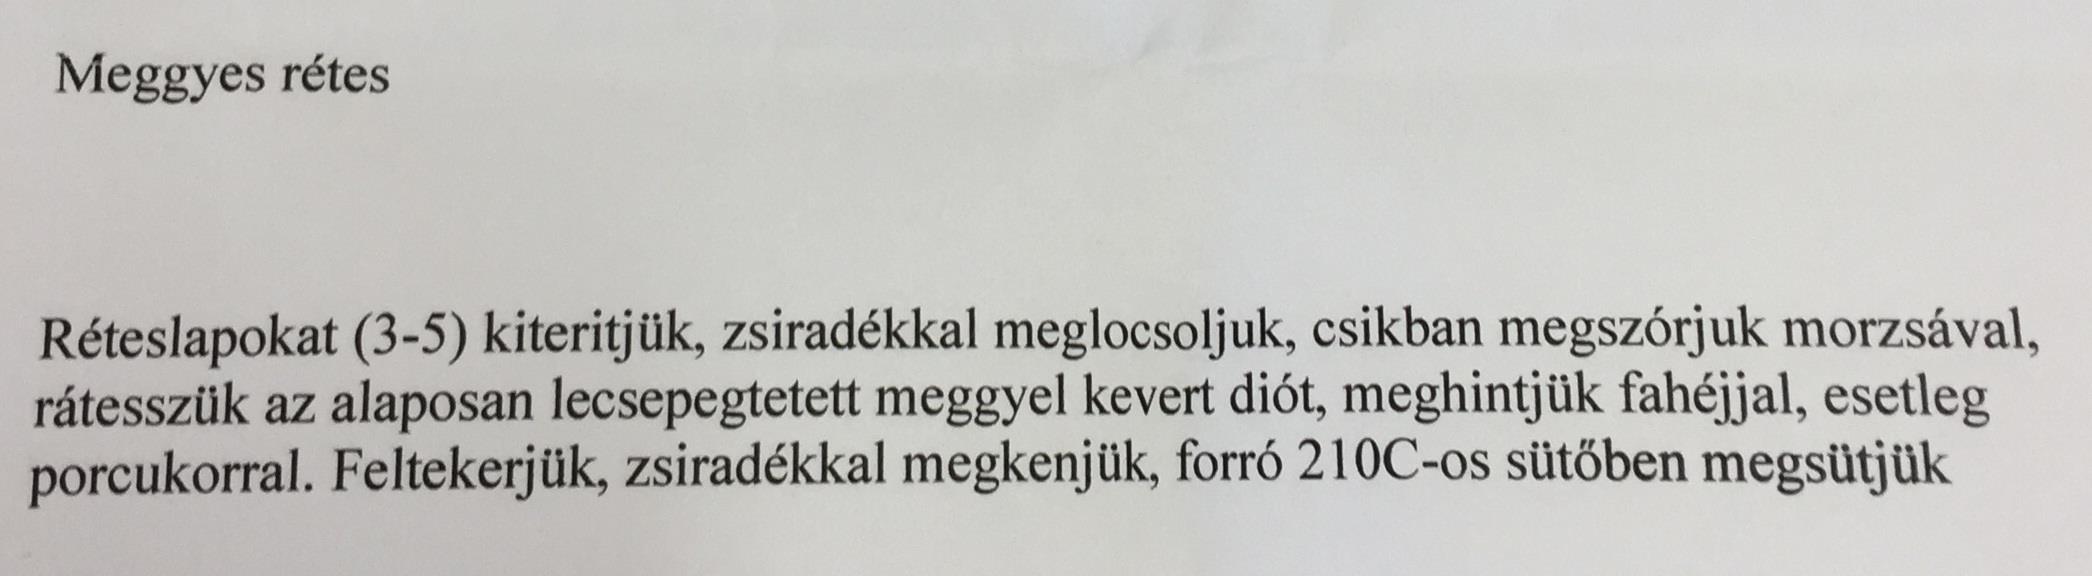 Meggyes rétes
Réteslapokat (3-5) kiteritjük, zsiradékkal meglocsoljuk, csikban megszórjuk morzsával,
rátesszük az alaposan lecsepegtetett meggyel kevert diót, meghintjük fahéjjal, esetleg
porcukorral. Feltekerjük, zsiradékkal megkenjük, forró 210C-os sütőben megsütjük